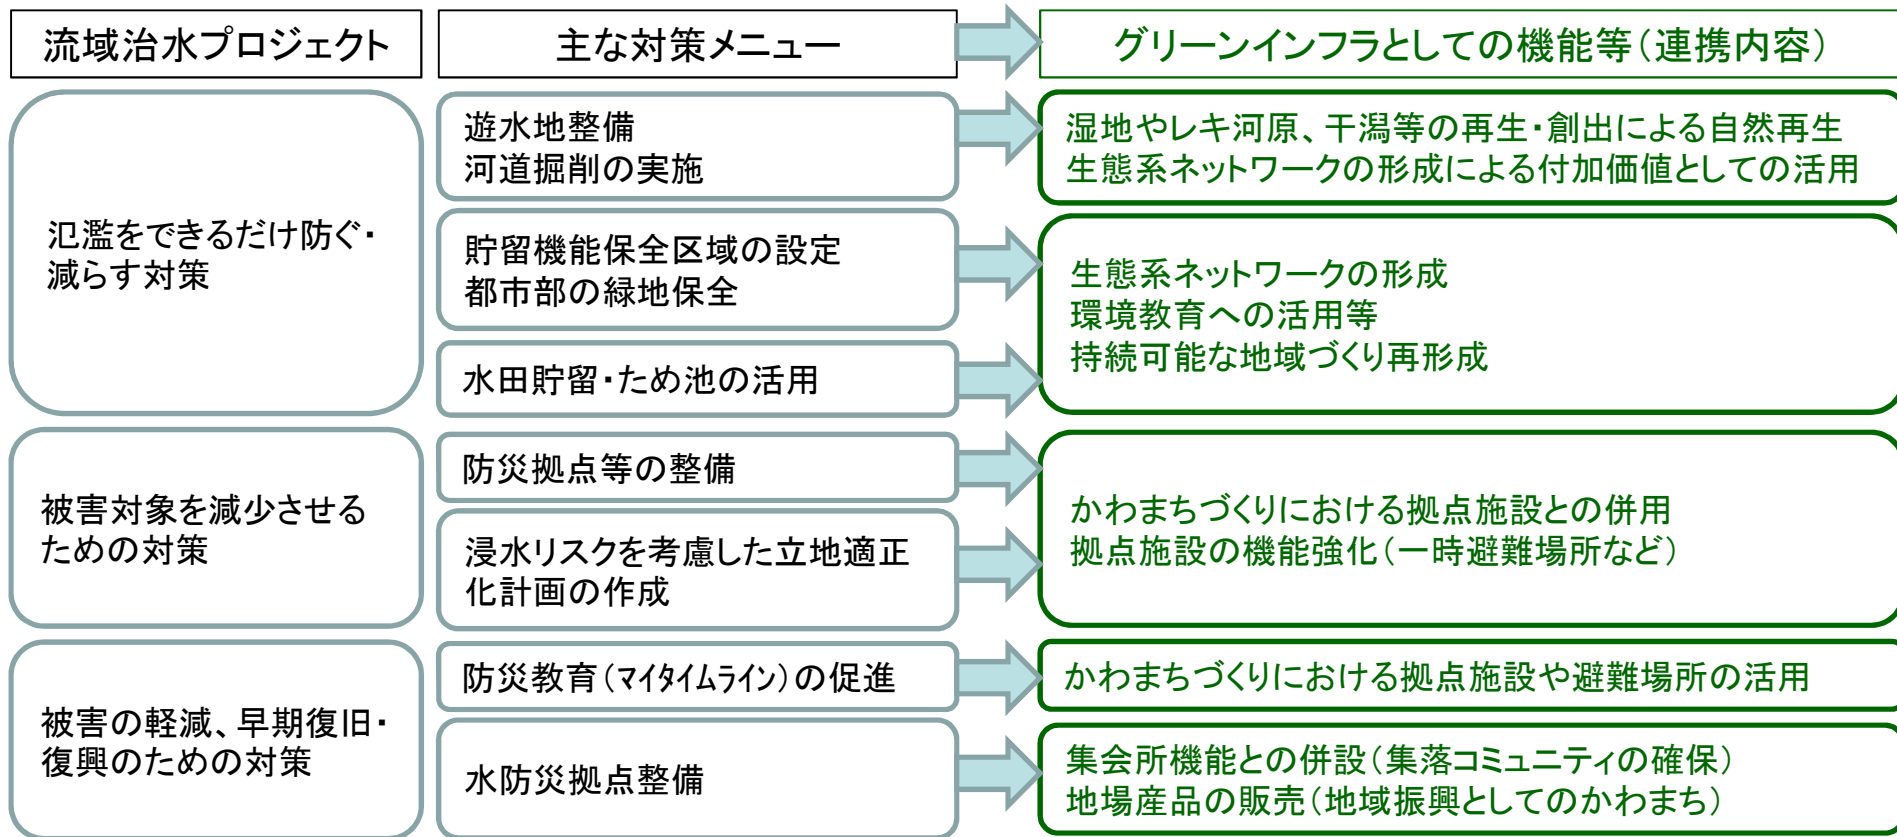 流域治水プロジェクト
主な対策メニュー
グリーンインフラとしての機能等（連携内容）
氾濫をできるだけ防ぐ・
減らす対策
遊水地整備
河道掘削の実施
湿地やレキ河原、干潟等の再生・創出による自然再生
生態系ネットワークの形成による付加価値としての活用
貯留機能保全区域の設定
都市部の緑地保全
水田貯留・ため池の活用
生態系ネットワークの形成
環境教育への活用等
持続可能な地域づくり再形成
被害対象を減少させる
ための対策
防災拠点等の整備
浸水リスクを考慮した立地適正
化計画の作成
かわまちづくりにおける拠点施設との併用
拠点施設の機能強化（一時避難場所など）
被害の軽減、早期復旧・
復興のための対策
防災教育（マイタイムライン）の促進
かわまちづくりにおける拠点施設や避難場所の活用
水防災拠点整備
集会所機能との併設（集落コミュニティの確保）
地場産品の販売（地域振興としてのかわまち）